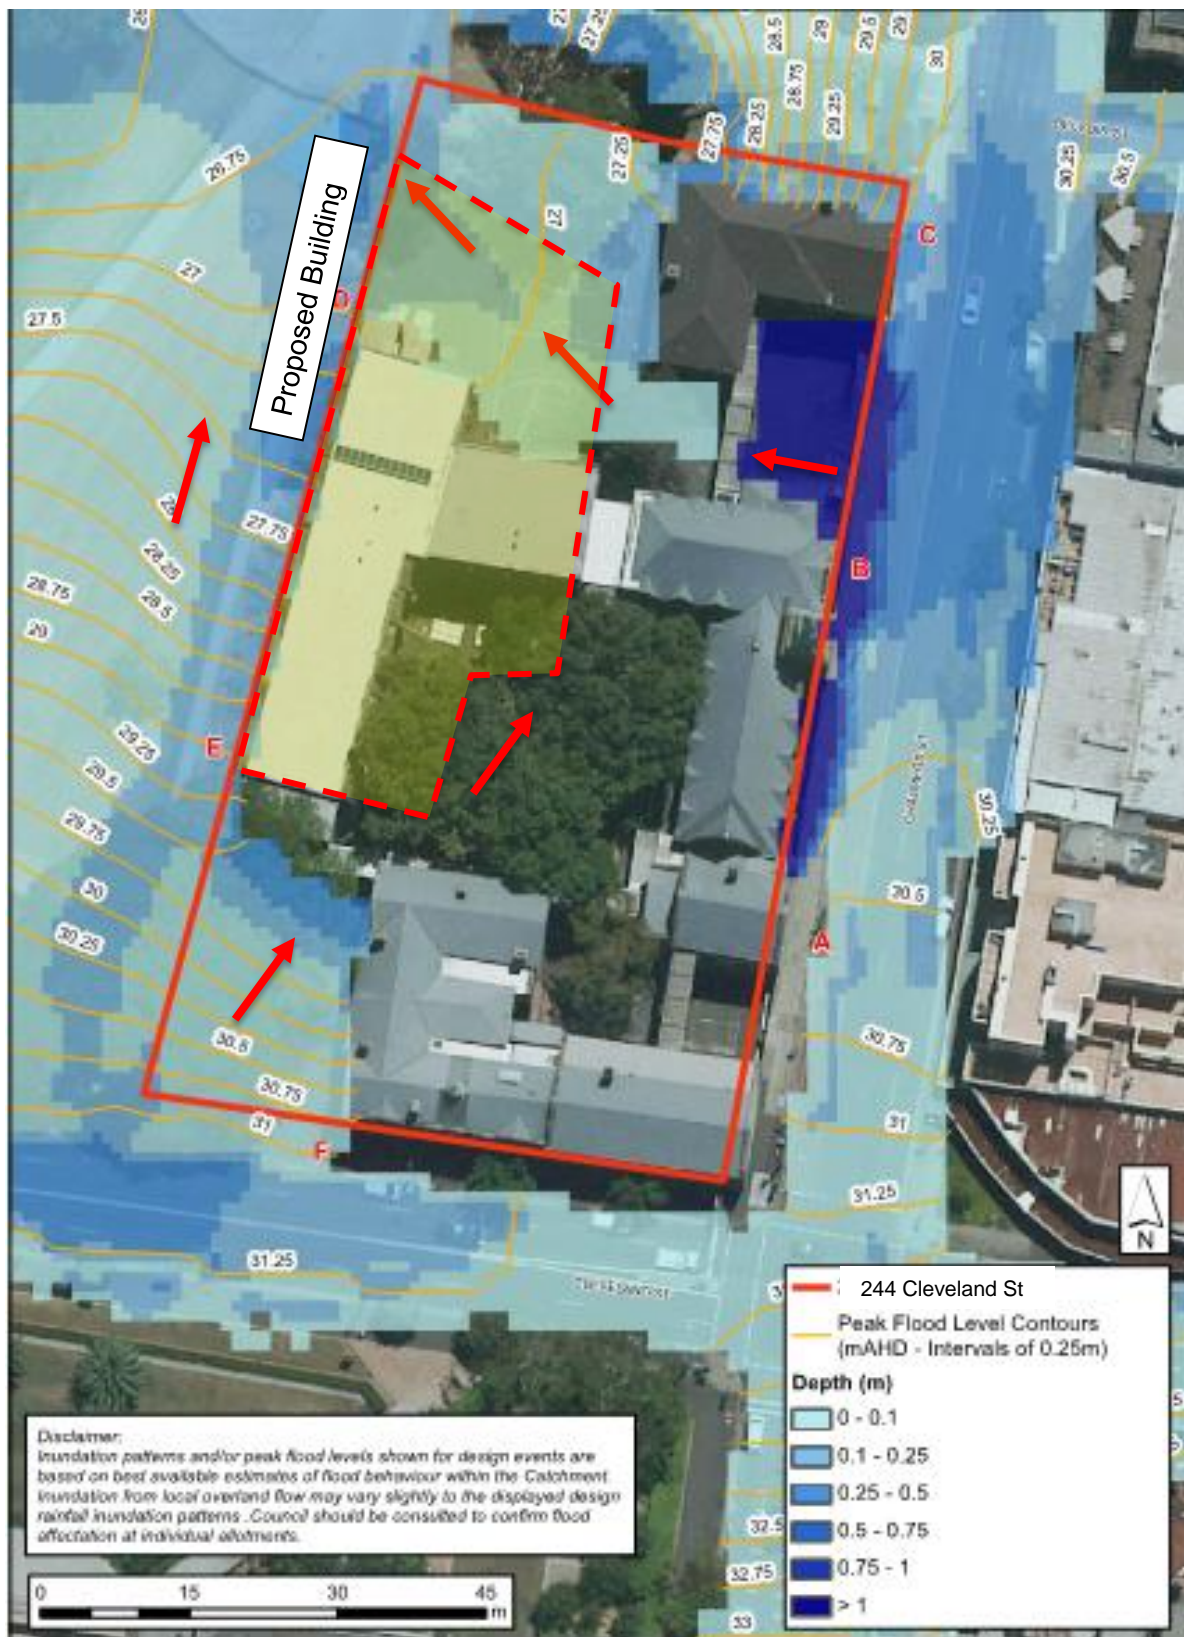 27.25
28.5
28.75
29
29.25
29.5
29
30
27.25
27.75
28.25
30.25
30.5
26.75
27
27
27.5
C
Proposed Building
27.75
28.25
28.5
28.75
29
B
E
29.25
29.5
29.75
30
30.25
30.25
30.5
A
30.5
30.75
30.75
31
31
F
31.25
31.25
N
244 Cleveland St
Peak Flood Level Contours
(mAHD - Intervals of 0.25m)
Depth (m)
0 - 0.1
0.1 - 0.25
0.25 - 0.5
0.5 - 0.75
0.75 - 1
> 1
Disclaimer:
Inundation patterns and/or peak flood levels shown for design events are
based on best available estimates of flood behaviour within the Catchment.
Inundation from local overland flow may vary slightly to the displayed design
rainfall inundation patterns .Council should be consulted to confirm flood
affectation at individual allotments.
32.5
32.75
33
0 15 30 45
m